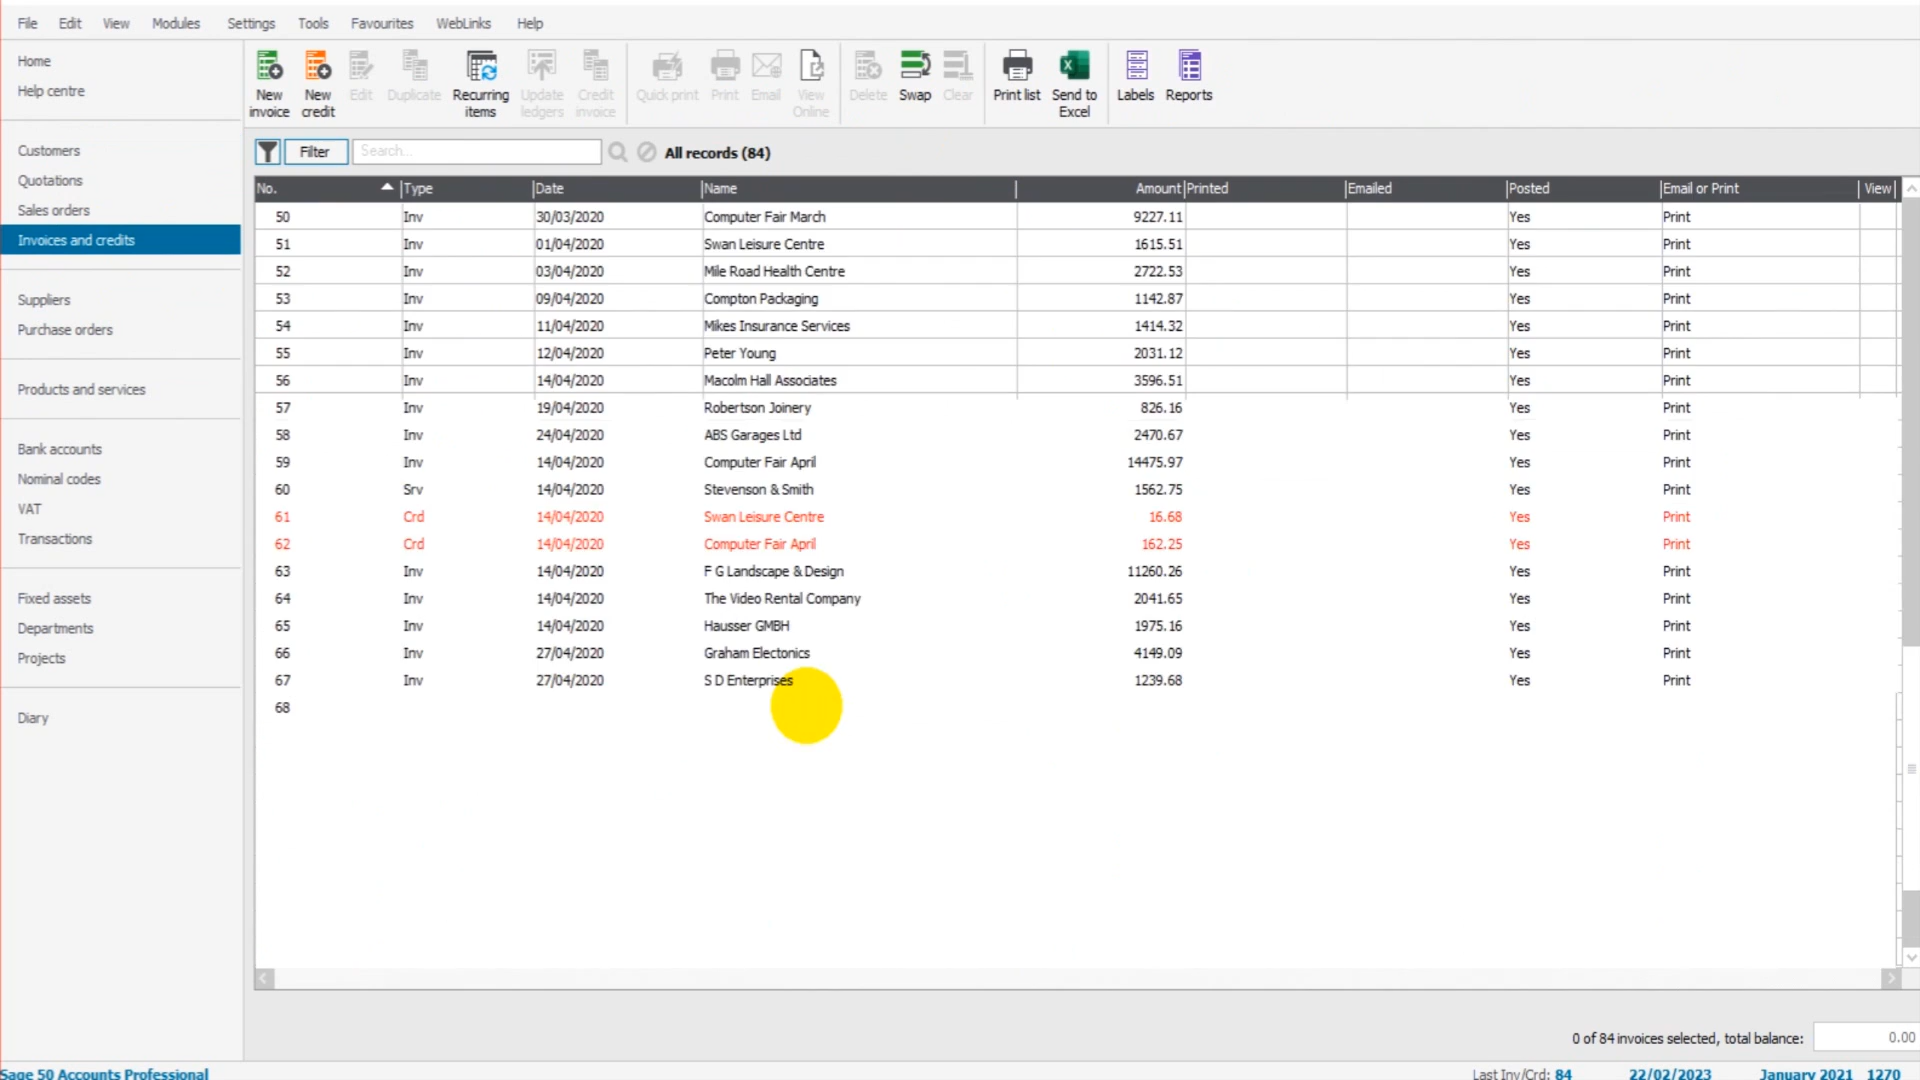 File Edit View Modules Settings Tools Favourites WebLinks Help
Home
Help centre
Customers
Quotations
Sales orders
Invoices and credits
Suppliers
Purchase orders
Products and services
Bank accounts
Nominal codes
VAT
Transactions
Fixed assets
Departments
Projects
Diary
New invoice New credit Edit Duplicate Recurring items Update ledgers Credit invoice Quick print Print Email View Online Delete Swap Clear Print list Send to Excel Labels Reports
Filter Search... All records (84)
No. Type Date Name Amount Printed Emailed Posted Email or Print View
50 Inv 30/03/2020 Computer Fair March 9227.11 Yes Print
51 Inv 01/04/2020 Swan Leisure Centre 1615.51 Yes Print
52 Inv 03/04/2020 Mile Road Health Centre 2722.53 Yes Print
53 Inv 09/04/2020 Compton Packaging 1142.87 Yes Print
54 Inv 11/04/2020 Mikes Insurance Services 1414.32 Yes Print
55 Inv 12/04/2020 Peter Young 2031.12 Yes Print
56 Inv 14/04/2020 Macolm Hall Associates 3596.51 Yes Print
57 Inv 19/04/2020 Robertson Joinery 826.16 Yes Print
58 Inv 24/04/2020 ABS Garages Ltd 2470.67 Yes Print
59 Inv 14/04/2020 Computer Fair April 14475.97 Yes Print
60 Srv 14/04/2020 Stevenson & Smith 1562.75 Yes Print
61 Crd 14/04/2020 Swan Leisure Centre 16.68 Yes Print
62 Crd 14/04/2020 Computer Fair April 162.25 Yes Print
63 Inv 14/04/2020 F G Landscape & Design 11260.26 Yes Print
64 Inv 14/04/2020 The Video Rental Company 2041.65 Yes Print
65 Inv 14/04/2020 Hausser GMBH 1975.16 Yes Print
66 Inv 27/04/2020 Graham Electonics 4149.09 Yes Print
67 Inv 27/04/2020 S D Enterprises 1239.68 Yes Print
68
0 of 84 invoices selected, total balance: 0.00
Sage 50 Accounts Professional Last Inv/Crd: 84 22/02/2023 January 2021 1270